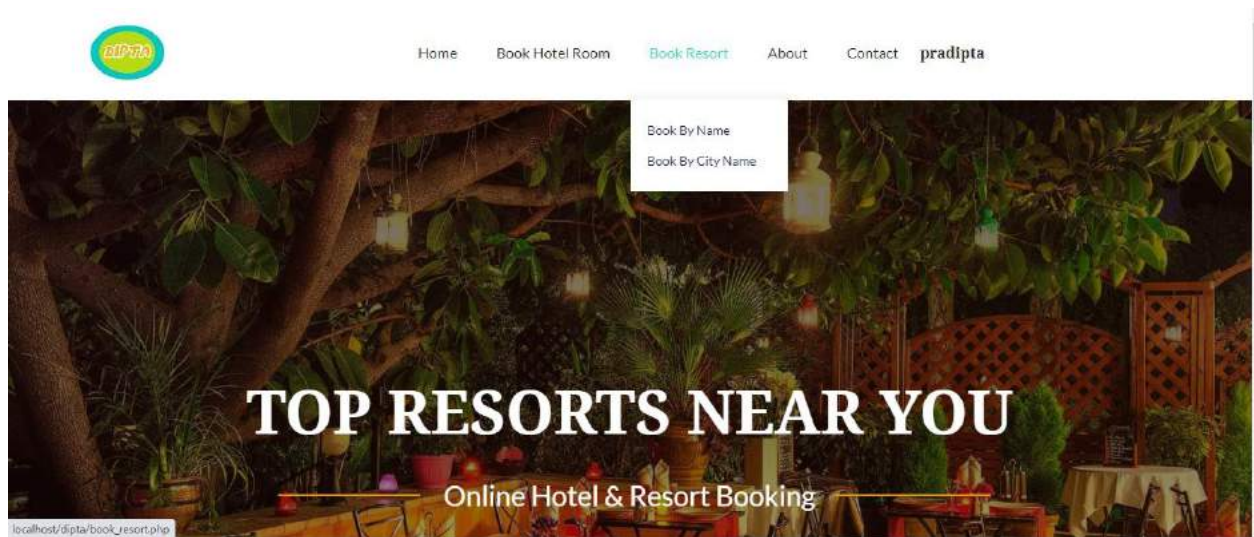 DIPTA
Home Book Hotel Room Book Resort About Contact pradipta
Book By Name
Book By City Name
TOP RESORTS NEAR YOU
Online Hotel & Resort Booking
localhost/dipta/book_resort.php